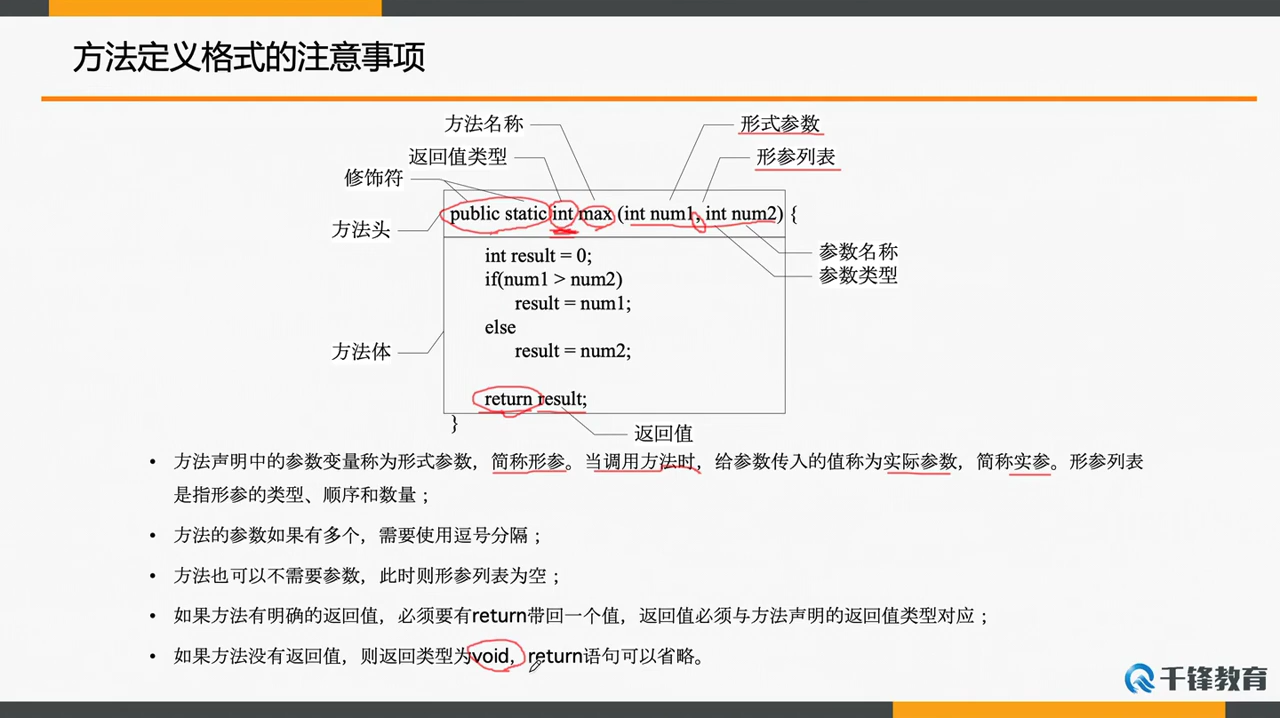 方法定义格式的注意事项
方法名称
形式参数
返回值类型
形参列表
修饰符
public static int max (int num1, int num2) {
方法头
参数名称
参数类型
int result = 0;
if(num1 > num2)
result = num1;
else
result = num2;
方法体
return result;
}
返回值
• 方法声明中的参数变量称为形式参数，简称形参。当调用方法时，给参数传入的值称为实际参数，简称实参。形参列表
是指形参的类型、顺序和数量；
• 方法的参数如果有多个，需要使用逗号分隔；
• 方法也可以不需要参数，此时则形参列表为空；
• 如果方法有明确的返回值，必须要有return带回一个值，返回值必须与方法声明的返回值类型对应；
• 如果方法没有返回值，则返回类型为void，return语句可以省略。
千锋教育